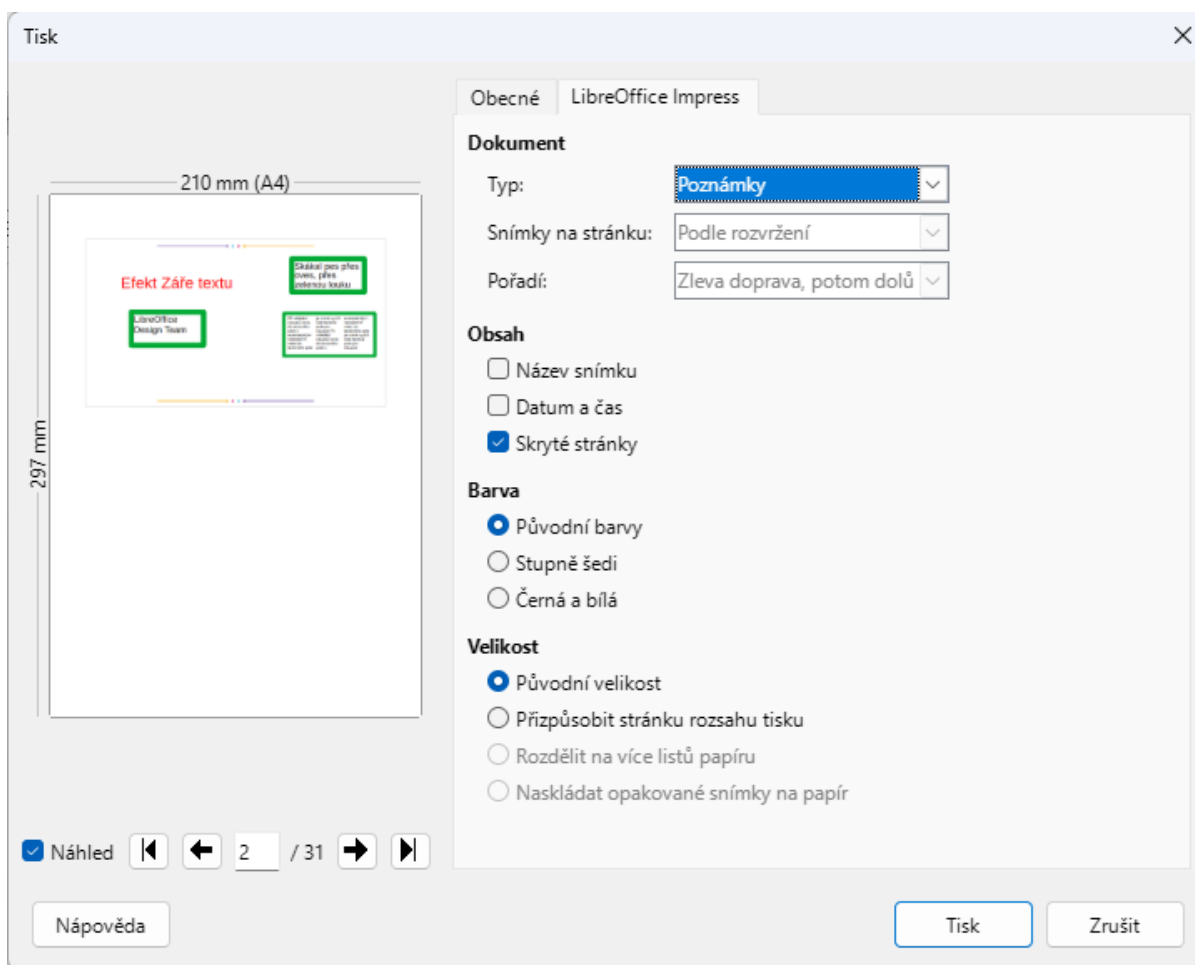 Tisk
Obecné
LibreOffice Impress
Dokument
210 mm (A4)
Typ:
Poznámky
Snímky na stránku:
Podle rozvržení
Pořadí:
Zleva doprava, potom dolů
Efekt Záře textu
Skákal pes přes
oves, přes
zelenou louku
LibreOffice
Design Team
297 mm
Obsah
Název snímku
Datum a čas
Skryté stránky
Barva
Původní barvy
Stupně šedi
Černá a bílá
Velikost
Původní velikost
Přizpůsobit stránku rozsahu tisku
Rozdělit na více listů papíru
Naskládat opakované snímky na papír
Náhled
2
/ 31
Nápověda
Tisk
Zrušit